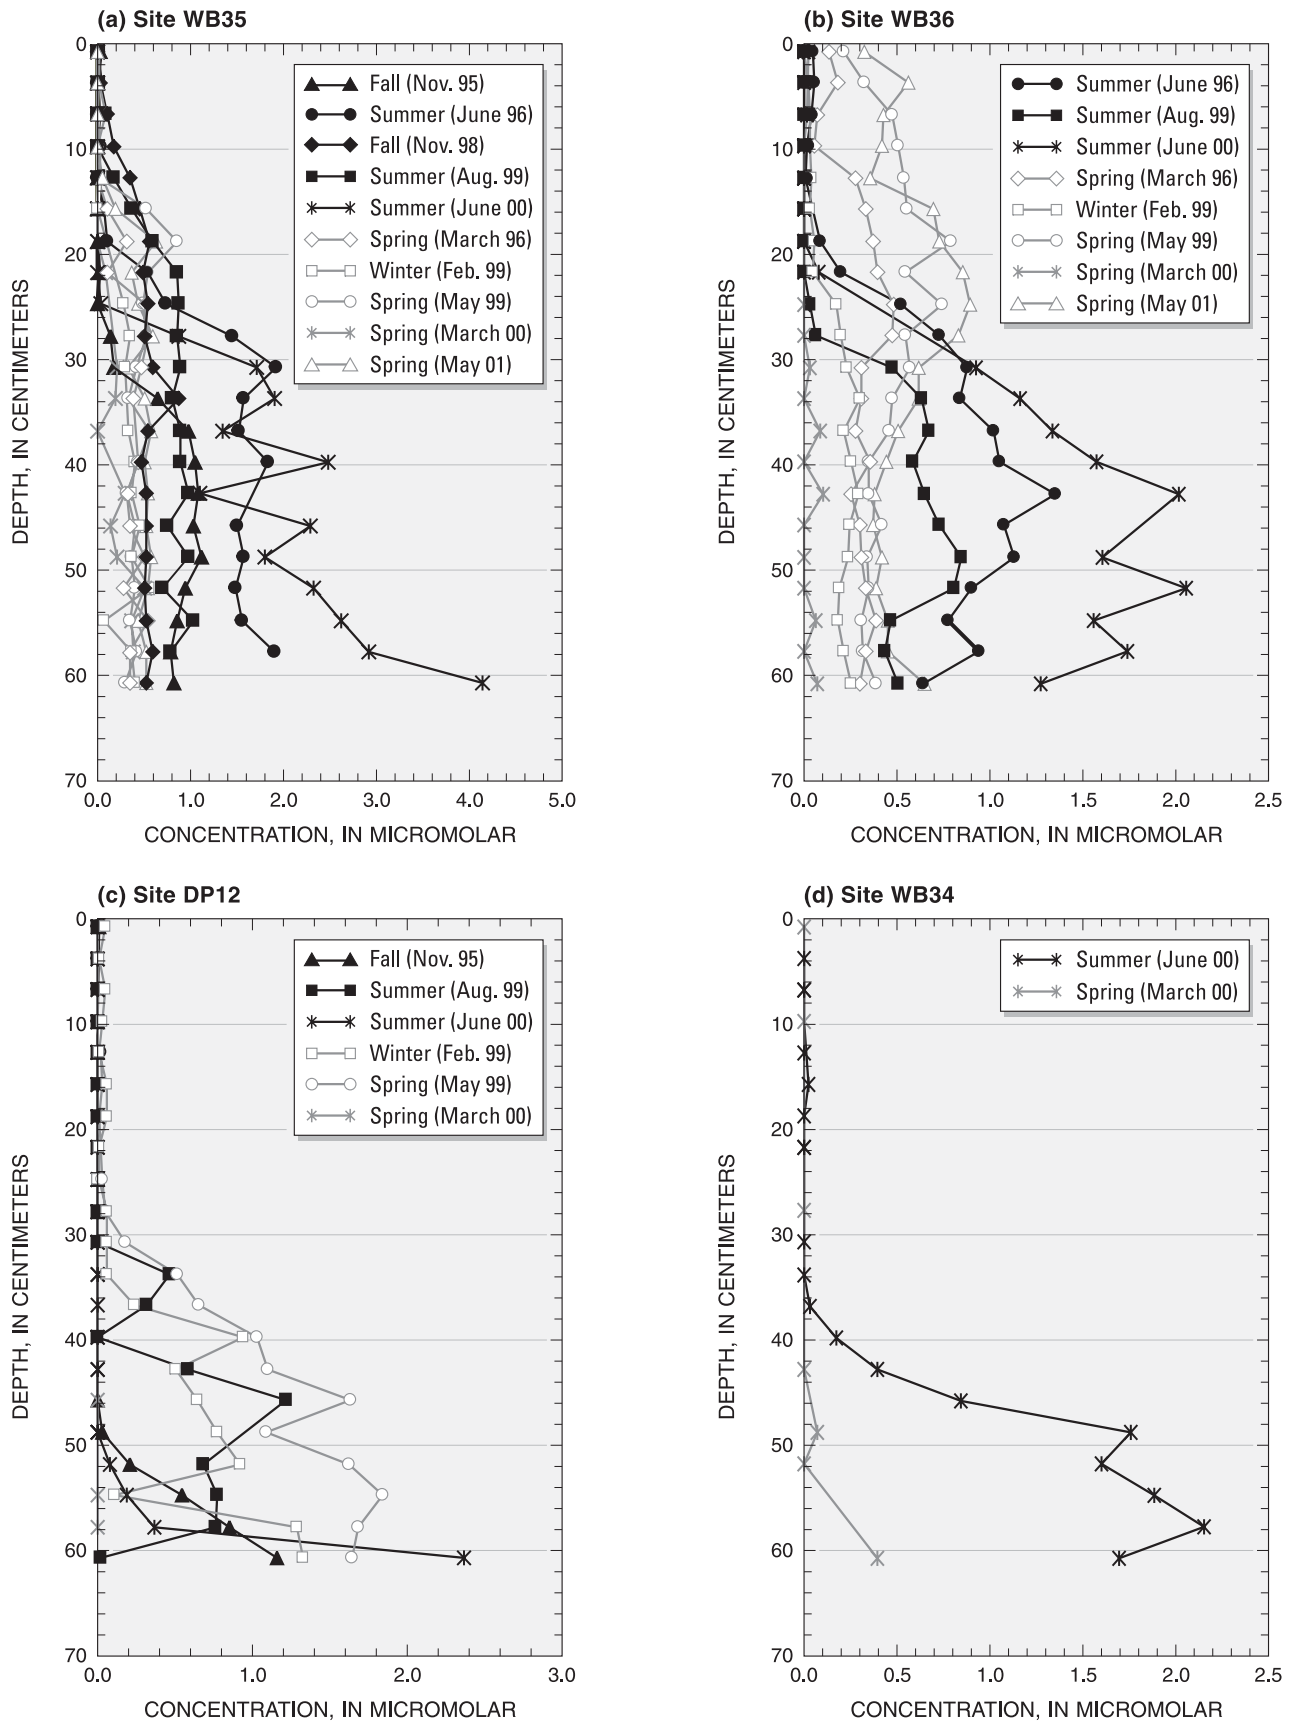 (a) Site WB35
0
10
20
30
40
50
60
70
DEPTH, IN CENTIMETERS
Fall (Nov. 95)
Summer (June 96)
Fall (Nov. 98)
Summer (Aug. 99)
Summer (June 00)
Spring (March 96)
Winter (Feb. 99)
Spring (May 99)
Spring (March 00)
Spring (May 01)
0.0 1.0 2.0 3.0 4.0 5.0
CONCENTRATION, IN MICROMOLAR
(b) Site WB36
0
10
20
30
40
50
60
70
DEPTH, IN CENTIMETERS
Summer (June 96)
Summer (Aug. 99)
Summer (June 00)
Spring (March 96)
Winter (Feb. 99)
Spring (May 99)
Spring (March 00)
Spring (May 01)
0.0 0.5 1.0 1.5 2.0 2.5
CONCENTRATION, IN MICROMOLAR
(c) Site DP12
0
10
20
30
40
50
60
70
DEPTH, IN CENTIMETERS
Fall (Nov. 95)
Summer (Aug. 99)
Summer (June 00)
Winter (Feb. 99)
Spring (May 99)
Spring (March 00)
0.0 1.0 2.0 3.0
CONCENTRATION, IN MICROMOLAR
(d) Site WB34
0
10
20
30
40
50
60
70
DEPTH, IN CENTIMETERS
Summer (June 00)
Spring (March 00)
0.0 0.5 1.0 1.5 2.0 2.5
CONCENTRATION, IN MICROMOLAR